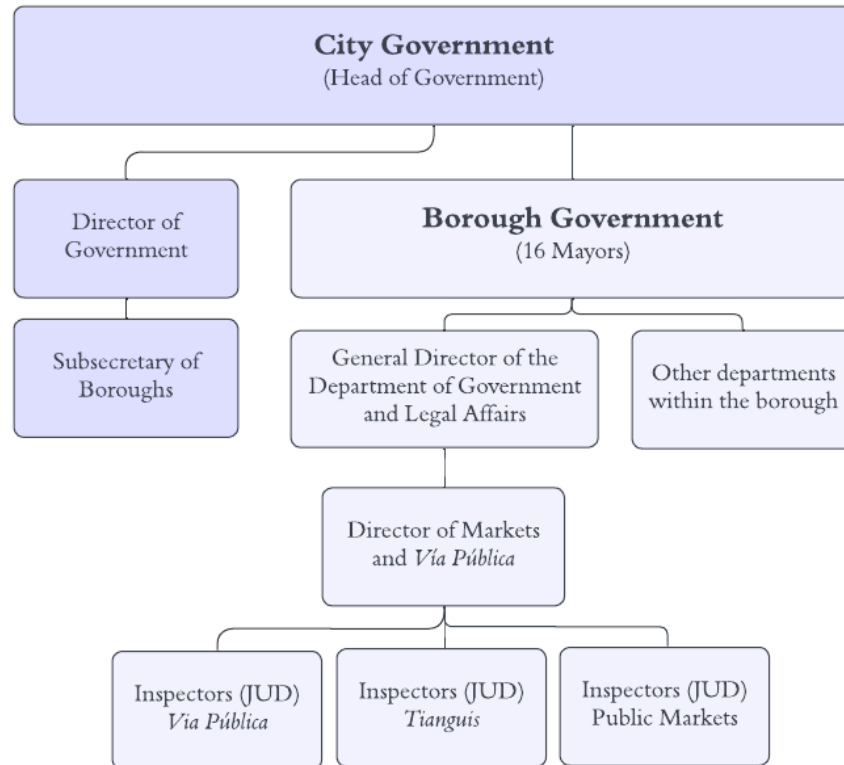 City Government
(Head of Government)
Director of
Government
Borough Government
(16 Mayors)
Subsecretary of
Boroughs
General Director of the
Department of Government
and Legal Affairs
Other departments
within the borough
Director of Markets
and Vía Pública
Inspectors (JUD)
Via Pública
Inspectors (JUD)
Tianguis
Inspectors (JUD)
Public Markets